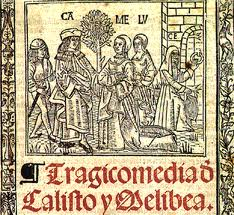 CA ME LV CE
¶ Tragicomedia đ
Calisto y Melibea.